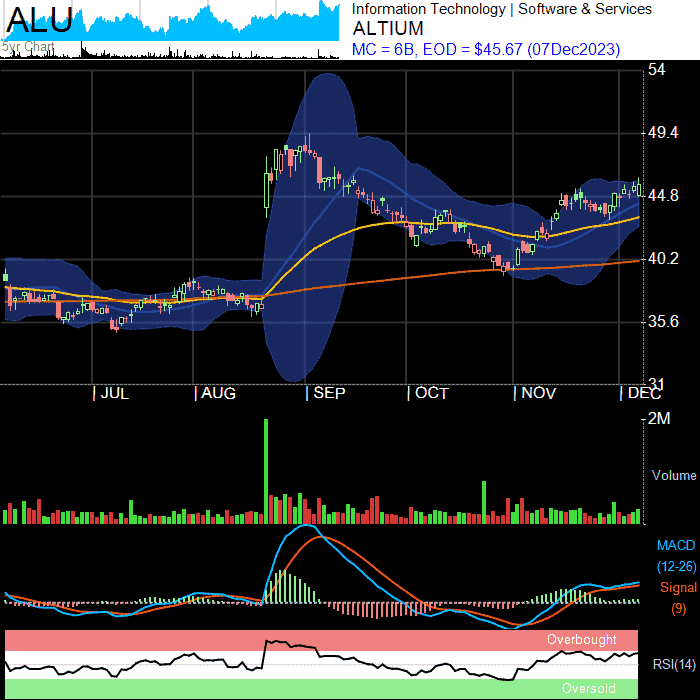 ALU
5yr Chart
Information Technology | Software & Services
ALTIUM
MC = 6B, EOD = $45.67 (07Dec2023)
54
49.4
44.8
40.2
35.6
31
| JUL | AUG | SEP | OCT | NOV | DEC
2M
Volume
MACD
(12-26)
Signal
(9)
Overbought
RSI(14)
Oversold